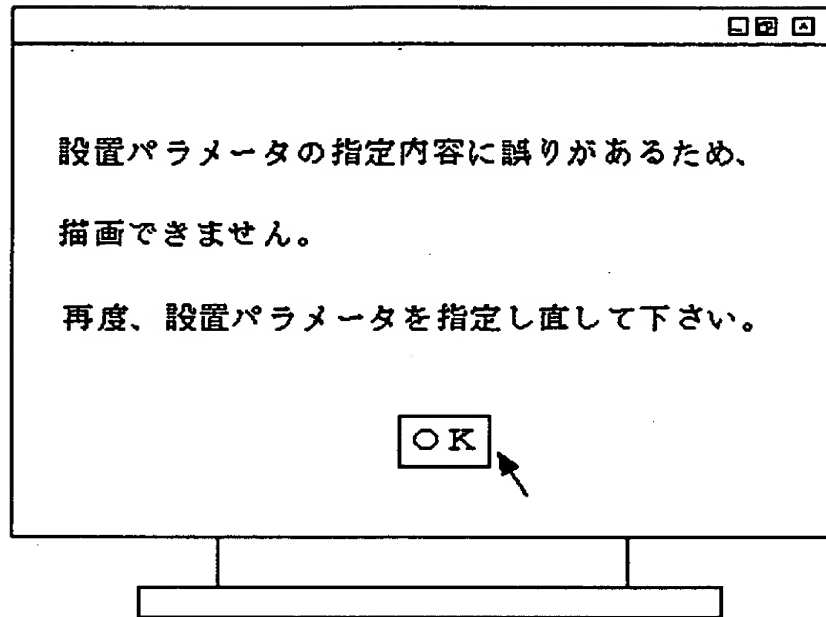 設置パラメータの指定内容に誤りがあるため、
描画できません。
再度、設置パラメータを指定し直して下さい。
OK